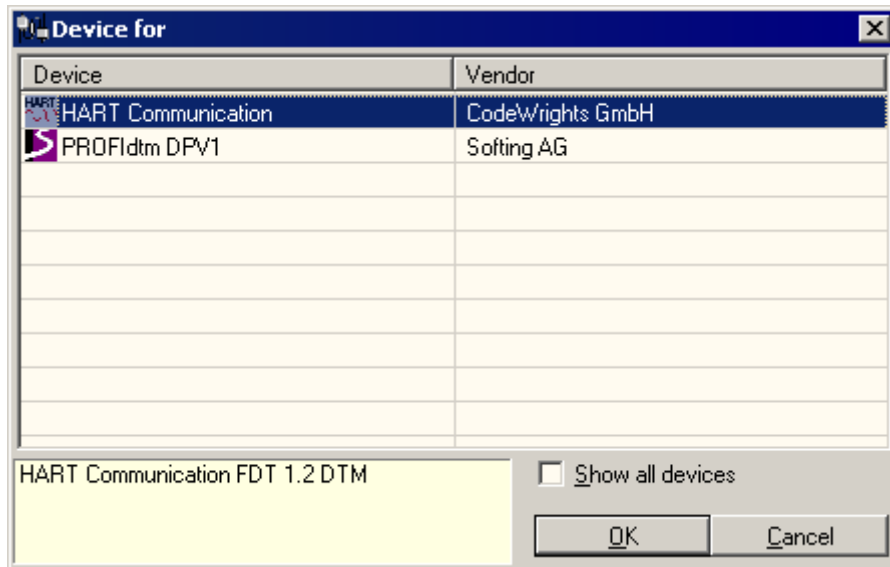 Device for
Device Vendor
HART HART Communication CodeWrights GmbH
PROFIdtm DPV1 Softing AG
HART Communication FDT 1.2 DTM
Show all devices
OK Cancel